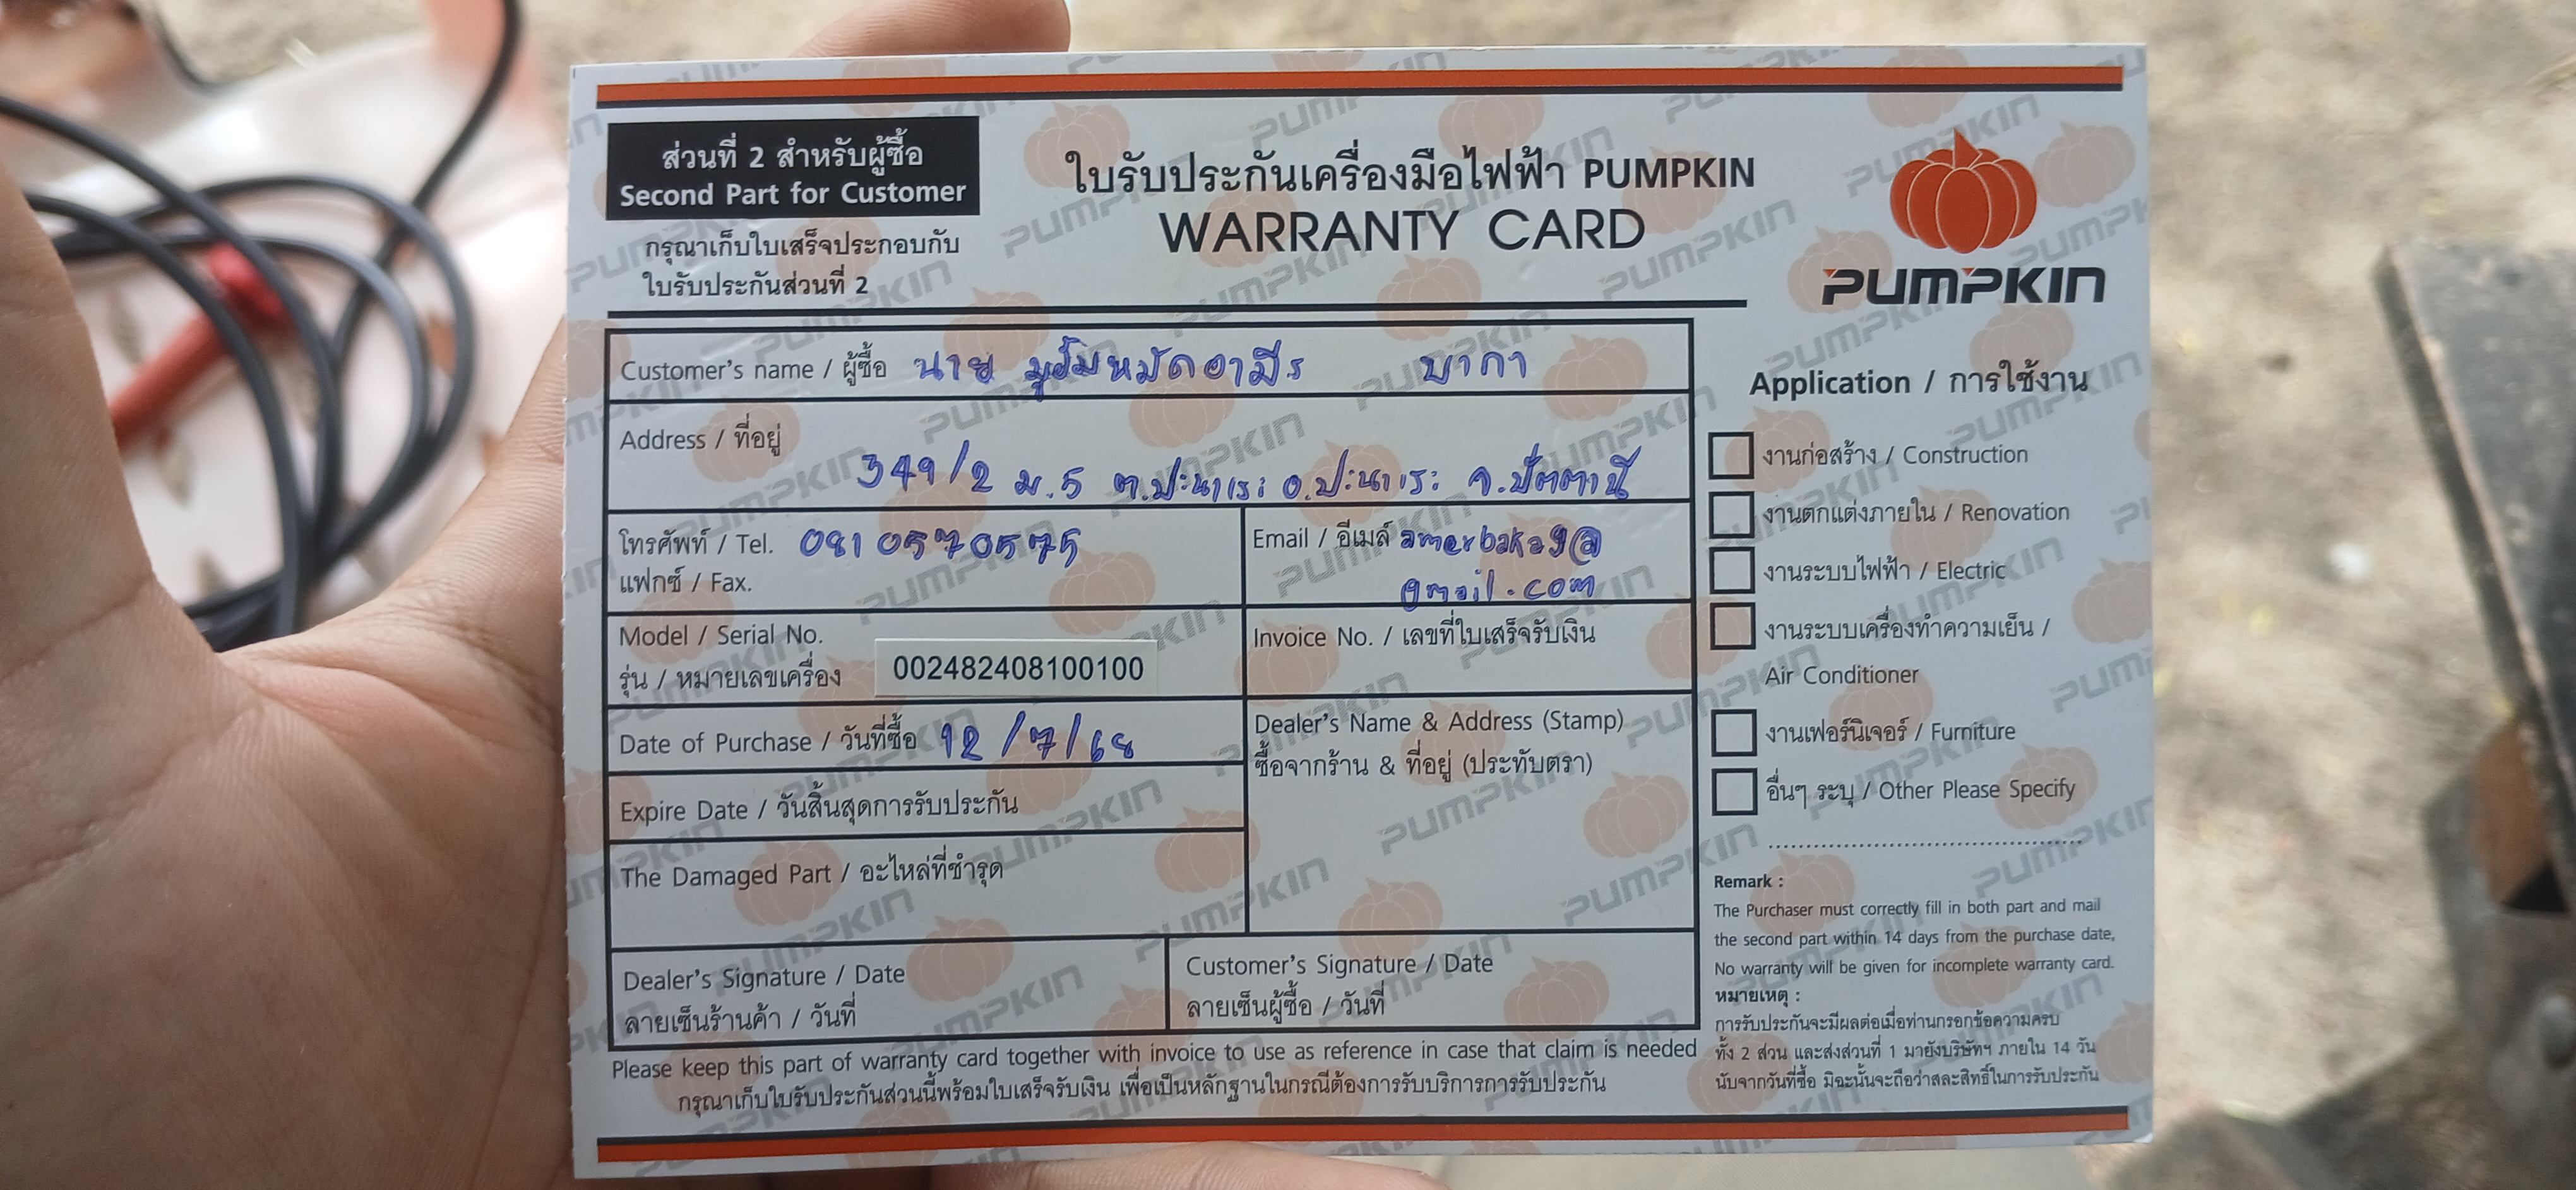 ส่วนที่ 2 สำหรับผู้ซื้อ
Second Part for Customer
กรุณาเก็บใบเสร็จประกอบกับ
ใบรับประกันส่วนที่ 2
ใบรับประกันเครื่องมือไฟฟ้า PUMPKIN
WARRANTY CARD
PUMPKIN
Customer's name / ผู้ซื้อ นาย มูฮัมหมัดอามีร บากา
Address / ที่อยู่
349/2 ม.5 ต.ปะนาเระ อ.ปะนาเระ จ.ปัตตานี
โทรศัพท์ / Tel. 081 0570575
แฟกซ์ / Fax.
Email / อีเมล์ amerbaka9@
gmail.com
Model / Serial No.
รุ่น / หมายเลขเครื่อง 002482408100100
Invoice No. / เลขที่ใบเสร็จรับเงิน
Date of Purchase / วันที่ซื้อ 12/7/68
Dealer's Name & Address (Stamp)
ซื้อจากร้าน & ที่อยู่ (ประทับตรา)
Expire Date / วันสิ้นสุดการรับประกัน
The Damaged Part / อะไหล่ที่ชำรุด
Dealer's Signature / Date
ลายเซ็นร้านค้า / วันที่
Customer's Signature / Date
ลายเซ็นผู้ซื้อ / วันที่
Please keep this part of warranty card together with invoice to use as reference in case that claim is needed
กรุณาเก็บใบรับประกันส่วนนี้พร้อมใบเสร็จรับเงิน เพื่อเป็นหลักฐานในกรณีต้องการรับบริการการรับประกัน
Application / การใช้งาน
งานก่อสร้าง / Construction
งานตกแต่งภายใน / Renovation
งานระบบไฟฟ้า / Electric
งานระบบเครื่องทำความเย็น /
Air Conditioner
งานเฟอร์นิเจอร์ / Furniture
อื่นๆ ระบุ / Other Please Specify
Remark :
The Purchaser must correctly fill in both part and mail
the second part within 14 days from the purchase date,
No warranty will be given for incomplete warranty card.
หมายเหตุ :
การรับประกันจะมีผลต่อเมื่อท่านกรอกข้อความครบ
ทั้ง 2 ส่วน และส่งส่วนที่ 1 มายังบริษัทฯ ภายใน 14 วัน
นับจากวันที่ซื้อ มิฉะนั้นจะถือว่าสละสิทธิ์ในการรับประกัน